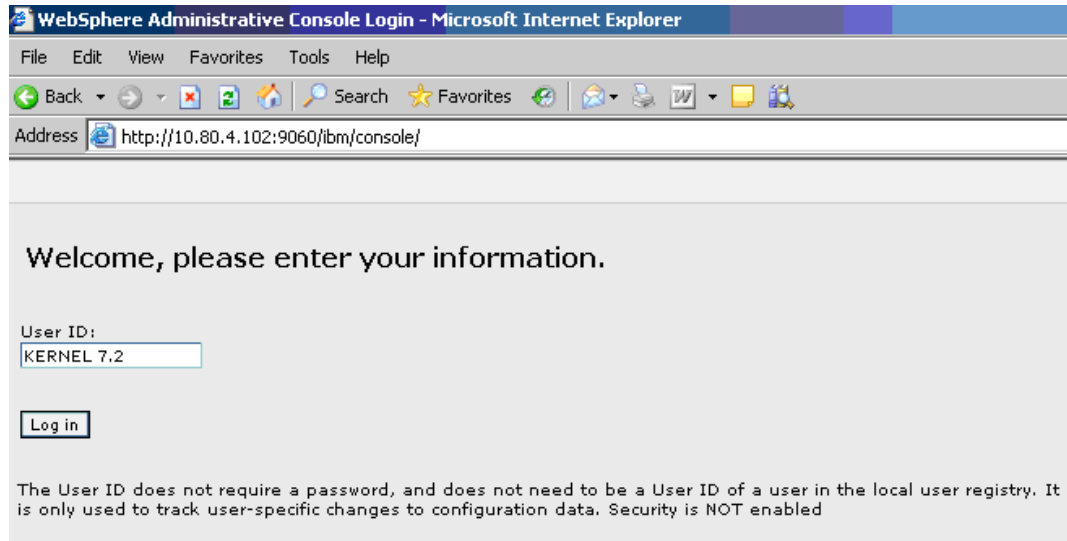 WebSphere Administrative Console Login - Microsoft Internet Explorer
File Edit View Favorites Tools Help
Back Search Favorites W
Address http://10.80.4.102:9060/ibm/console/
Welcome, please enter your information.
User ID:
KERNEL 7.2
Log in
The User ID does not require a password, and does not need to be a User ID of a user in the local user registry. It
is only used to track user-specific changes to configuration data. Security is NOT enabled